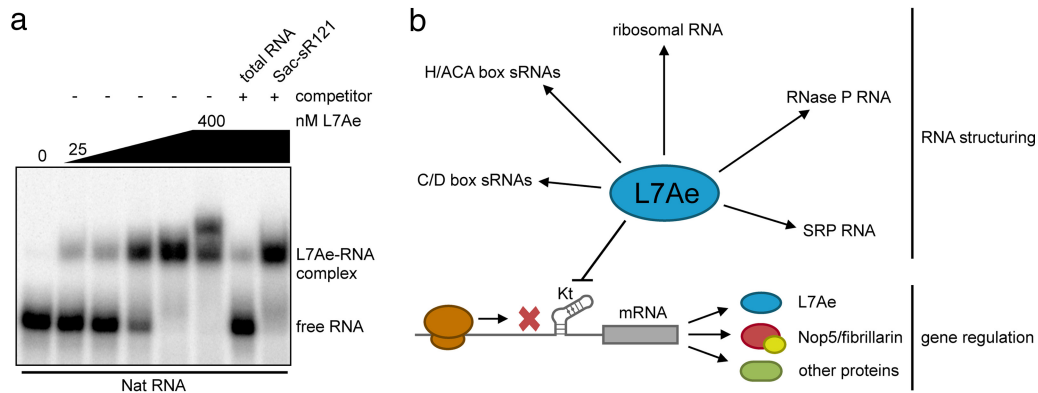 a
total RNA
Sac-sR121
- - - - - + + competitor
400 nM L7Ae
0 25
L7Ae-RNA
complex
free RNA
Nat RNA
b
ribosomal RNA
H/ACA box sRNAs
RNase P RNA
RNA structuring
C/D box sRNAs
L7Ae
SRP RNA
Kt
mRNA
L7Ae
Nop5/fibrillarin
gene regulation
other proteins